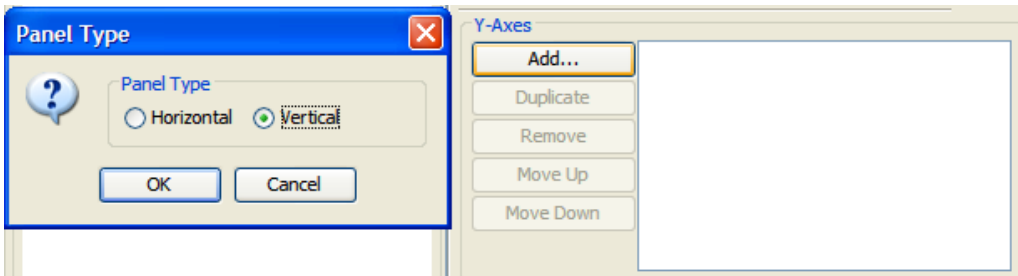 Panel Type
Panel Type
Horizontal Vertical
OK Cancel
Y-Axes
Add...
Duplicate
Remove
Move Up
Move Down